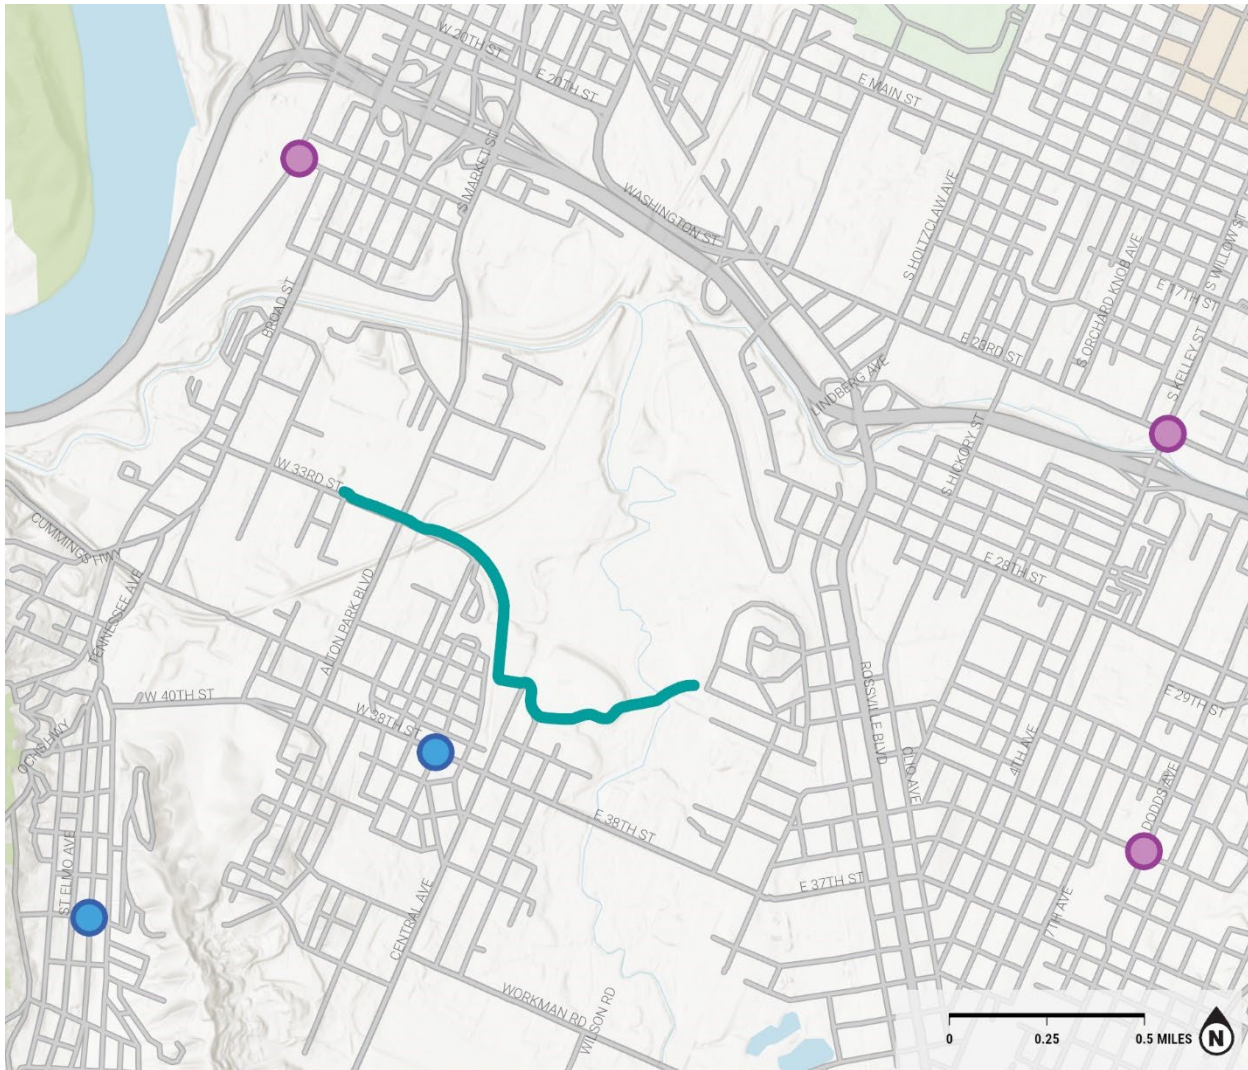 W 20TH ST
E 20TH ST
E MAIN ST
S MARKET ST
WASHINGTON ST
S HOLTZCLAW AVE
S ORCHARD KNOB AVE
S WILLOW ST
E 17TH ST
BROAD ST
E 23RD ST
S KELLEY ST
LINDBERG AVE
S HICKORY ST
W 33RD ST
CUMMINGS HWY
E 28TH ST
TENNESSEE AVE
ALTON PARK BLVD
W 40TH ST
W 38TH ST
ROSSVILLE BLVD
E 29TH ST
OCHS HWY
4TH AVE
CLIO AVE
DODDS AVE
E 38TH ST
ST ELMO AVE
E 37TH ST
CENTRAL AVE
7TH AVE
WORKMAN RD
WILSON RD
0 0.25 0.5 MILES
N